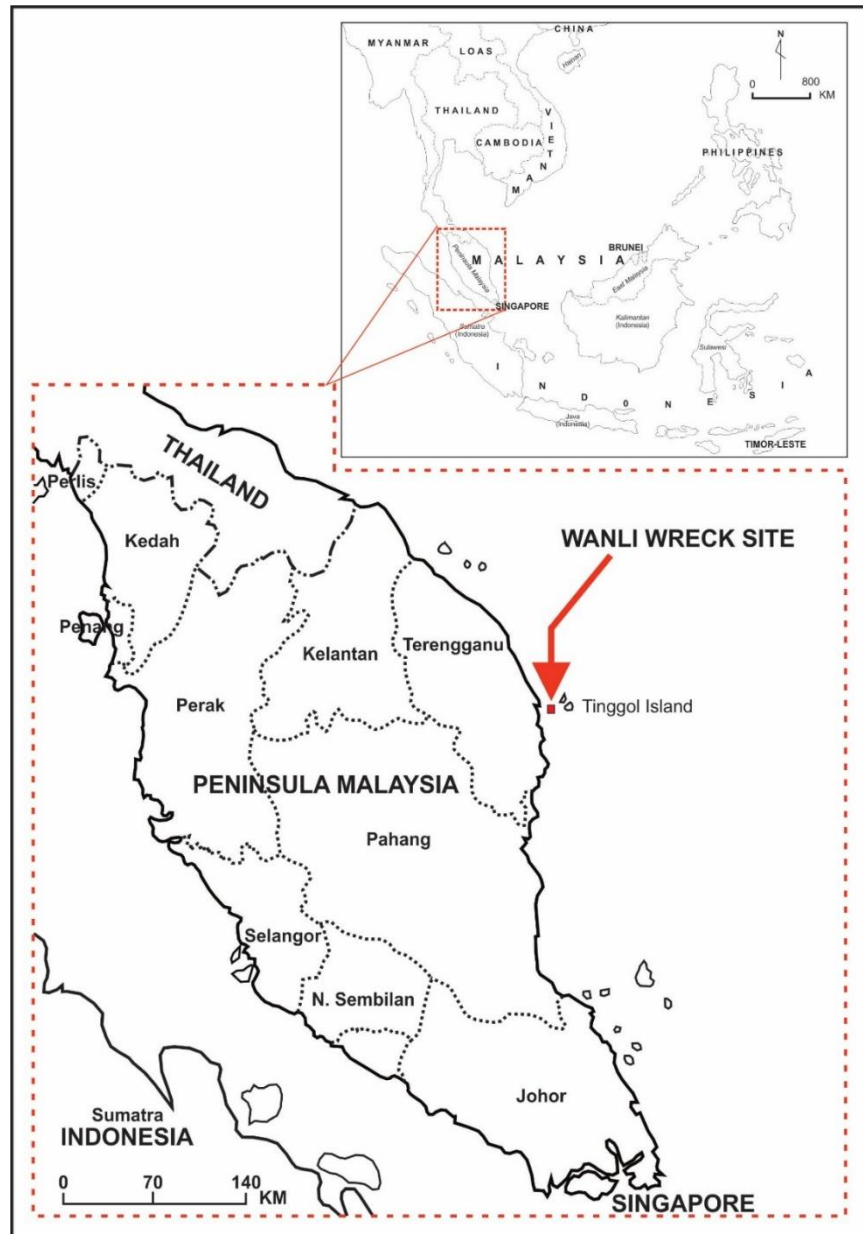 CHINA
MYANMAR
LOAS
Hainan
N
0 800
KM
THAILAND
VIETNAM
CAMBODIA
PHILIPPINES
BRUNEI
MALAYSIA
Peninsula Malaysia
East Malaysia
SINGAPORE
Sumatra
(Indonesia)
Kalimantan
(Indonesia)
Sulawesi
INDONESIA
Java
(Indonesia)
TIMOR-LESTE
THAILAND
Perlis
Kedah
WANLI WRECK SITE
Penang
Kelantan
Terengganu
Perak
Tinggol Island
PENINSULA MALAYSIA
Pahang
Selangor
N. Sembilan
Johor
Sumatra
INDONESIA
0 70 140
KM
SINGAPORE